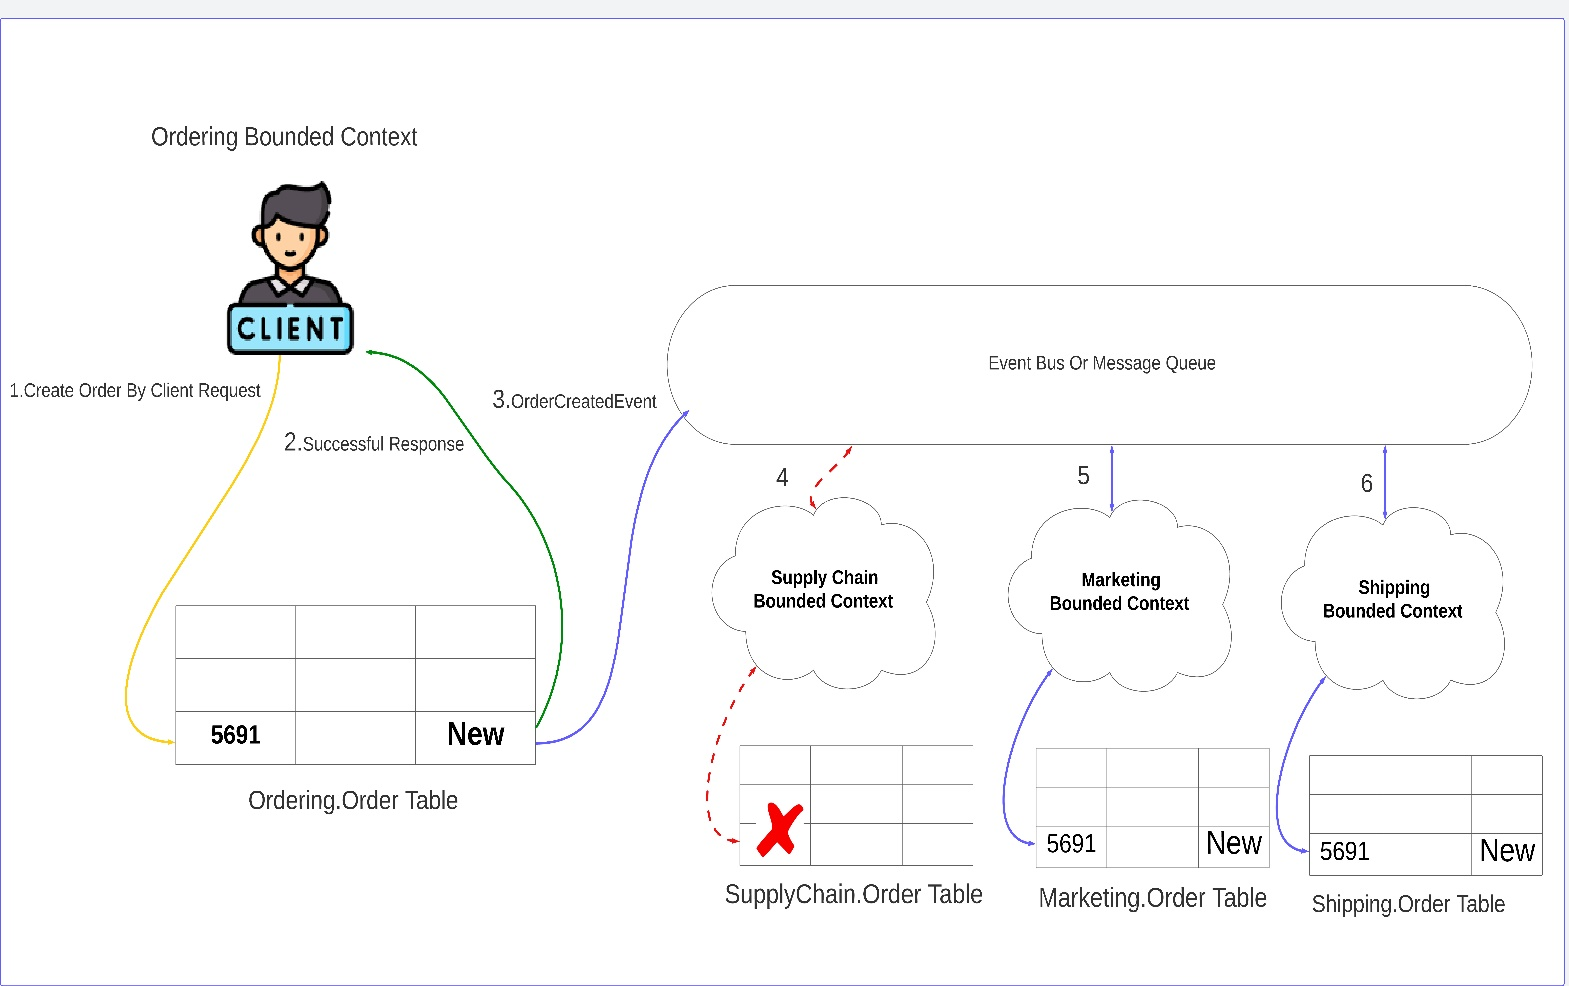 Ordering Bounded Context
CLIENT
1.Create Order By Client Request
2.Successful Response
3.OrderCreatedEvent
Event Bus Or Message Queue
4
5
6
Supply Chain
Bounded Context
Marketing
Bounded Context
Shipping
Bounded Context
5691 New
Ordering.Order Table
SupplyChain.Order Table
5691 New
Marketing.Order Table
5691 New
Shipping.Order Table